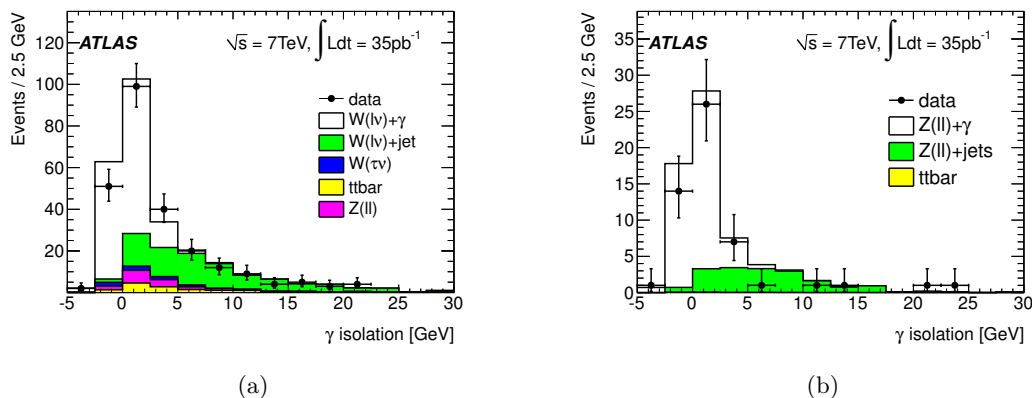 Events / 2.5 GeV
120
100
80
60
40
20
ATLAS
√s = 7TeV, ∫Ldt = 35pb⁻¹
data
W(lν)+γ
W(lν)+jet
W(τν)
ttbar
Z(ll)
-5 0 5 10 15 20 25 30
γ isolation [GeV]
(a)
Events / 2.5 GeV
35
30
25
20
15
10
5
0
ATLAS
√s = 7TeV, ∫Ldt = 35pb⁻¹
data
Z(ll)+γ
Z(ll)+jets
ttbar
-5 0 5 10 15 20 25 30
γ isolation [GeV]
(b)